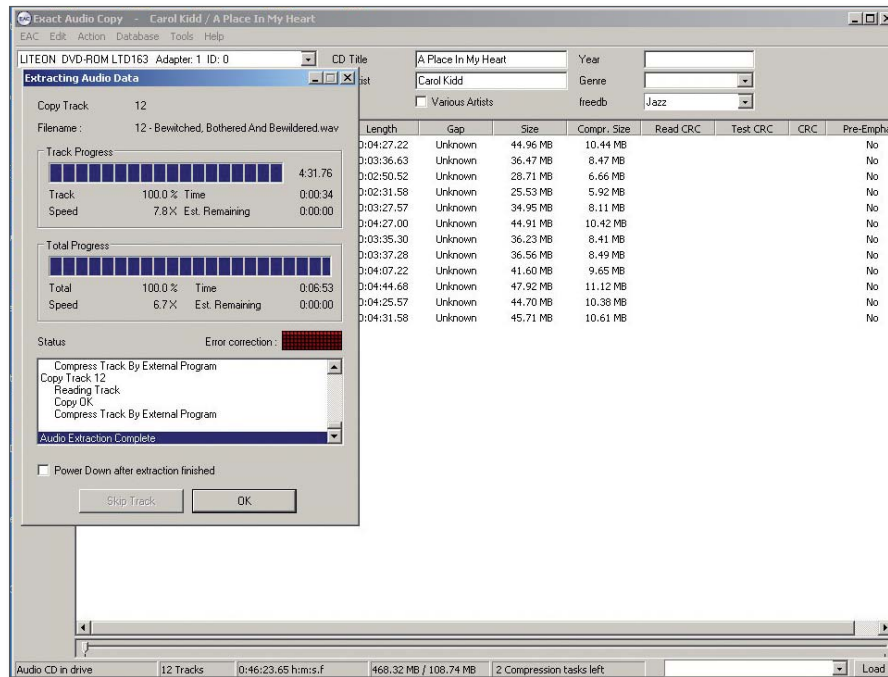 Exact Audio Copy - Carol Kidd / A Place In My Heart
EAC Edit Action Database Tools Help
LITEON DVD-ROM LTD163 Adapter: 1 ID: 0
CD Title A Place In My Heart Year
Carol Kidd Genre
Various Artists freedb Jazz
Extracting Audio Data
Copy Track 12
Filename : 12 - Bewitched, Bothered And Bewildered.wav
Track Progress
4:31.76
Track 100.0 % Time 0:00:34
Speed 7.8 X Est. Remaining 0:00:00
Total Progress
Total 100.0 % Time 0:06:53
Speed 6.7 X Est. Remaining 0:00:00
Status Error correction :
Compress Track By External Program
Copy Track 12
Reading Track
Copy OK
Compress Track By External Program
Audio Extraction Complete
Power Down after extraction finished
Skip Track OK
Length Gap Size Compr. Size Read CRC Test CRC CRC Pre-Empha
0:04:27.22 Unknown 44.96 MB 10.44 MB No
0:03:36.63 Unknown 36.47 MB 8.47 MB No
0:02:50.52 Unknown 28.71 MB 6.66 MB No
0:02:31.58 Unknown 25.53 MB 5.92 MB No
0:03:27.57 Unknown 34.95 MB 8.11 MB No
0:04:27.00 Unknown 44.91 MB 10.42 MB No
0:03:35.30 Unknown 36.23 MB 8.41 MB No
0:03:37.28 Unknown 36.56 MB 8.49 MB No
0:04:07.22 Unknown 41.60 MB 9.65 MB No
0:04:44.68 Unknown 47.92 MB 11.12 MB No
0:04:25.57 Unknown 44.70 MB 10.38 MB No
0:04:31.58 Unknown 45.71 MB 10.61 MB No
Audio CD in drive 12 Tracks 0:46:23.65 h:m:s.f 468.32 MB / 108.74 MB 2 Compression tasks left Load